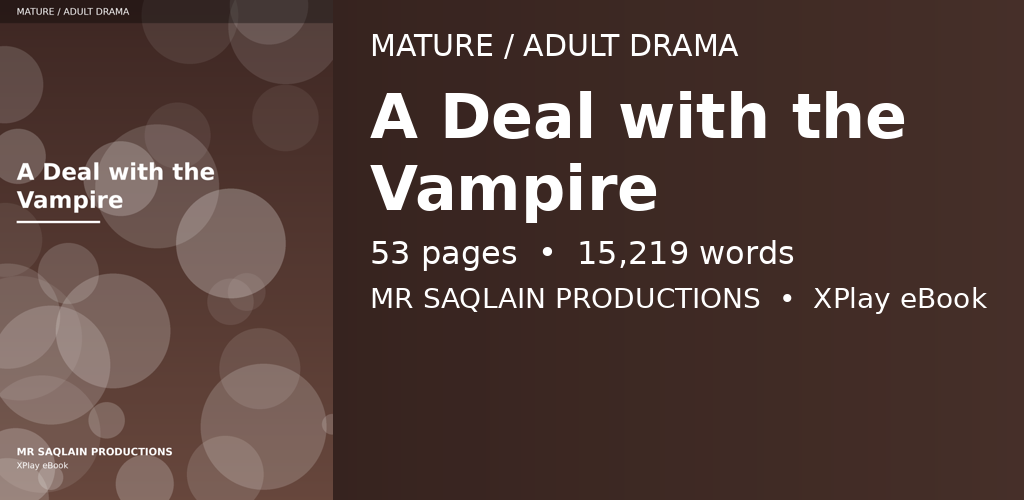 MATURE / ADULT DRAMA
A Deal with the
Vampire
MR SAQLAIN PRODUCTIONS
XPlay eBook
MATURE / ADULT DRAMA
A Deal with the
Vampire
53 pages • 15,219 words
MR SAQLAIN PRODUCTIONS • XPlay eBook